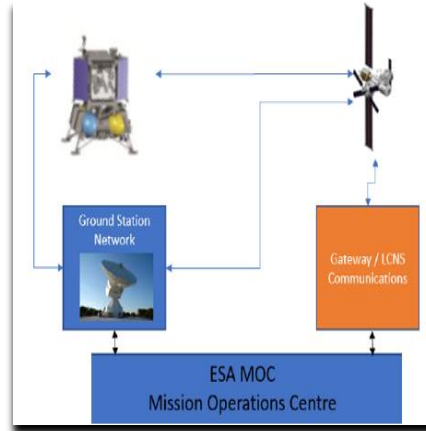 Ground Station
Network
Gateway / LCNS
Communications
ESA MOC
Mission Operations Centre